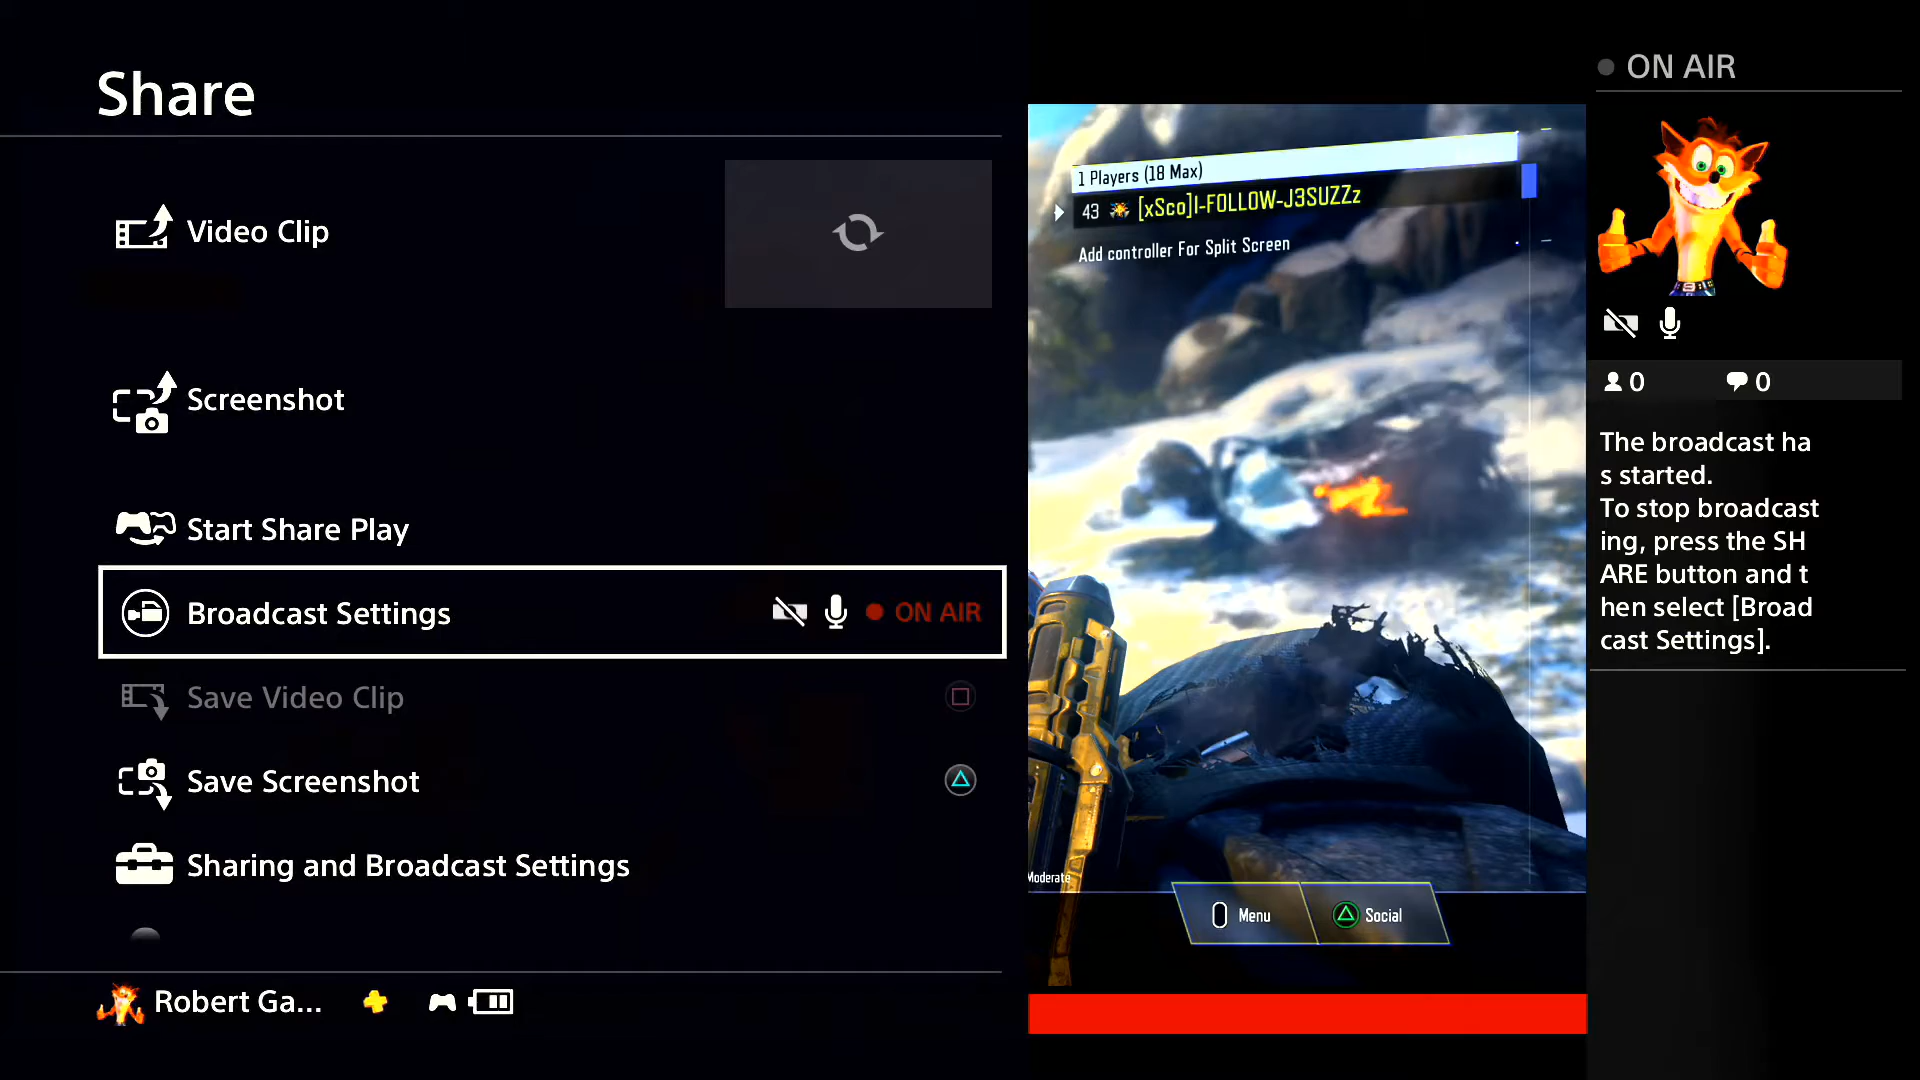 Share
Video Clip
Screenshot
Start Share Play
Broadcast Settings
ON AIR
Save Video Clip
Save Screenshot
Sharing and Broadcast Settings
Robert Ga...
1 Players (18 Max)
43 [xSco]I-FOLLOW-J3SUZZz
Add controller For Split Screen
Moderate
Menu
Social
ON AIR
0
0
The broadcast ha
s started.
To stop broadcast
ing, press the SH
ARE button and t
hen select [Broad
cast Settings].